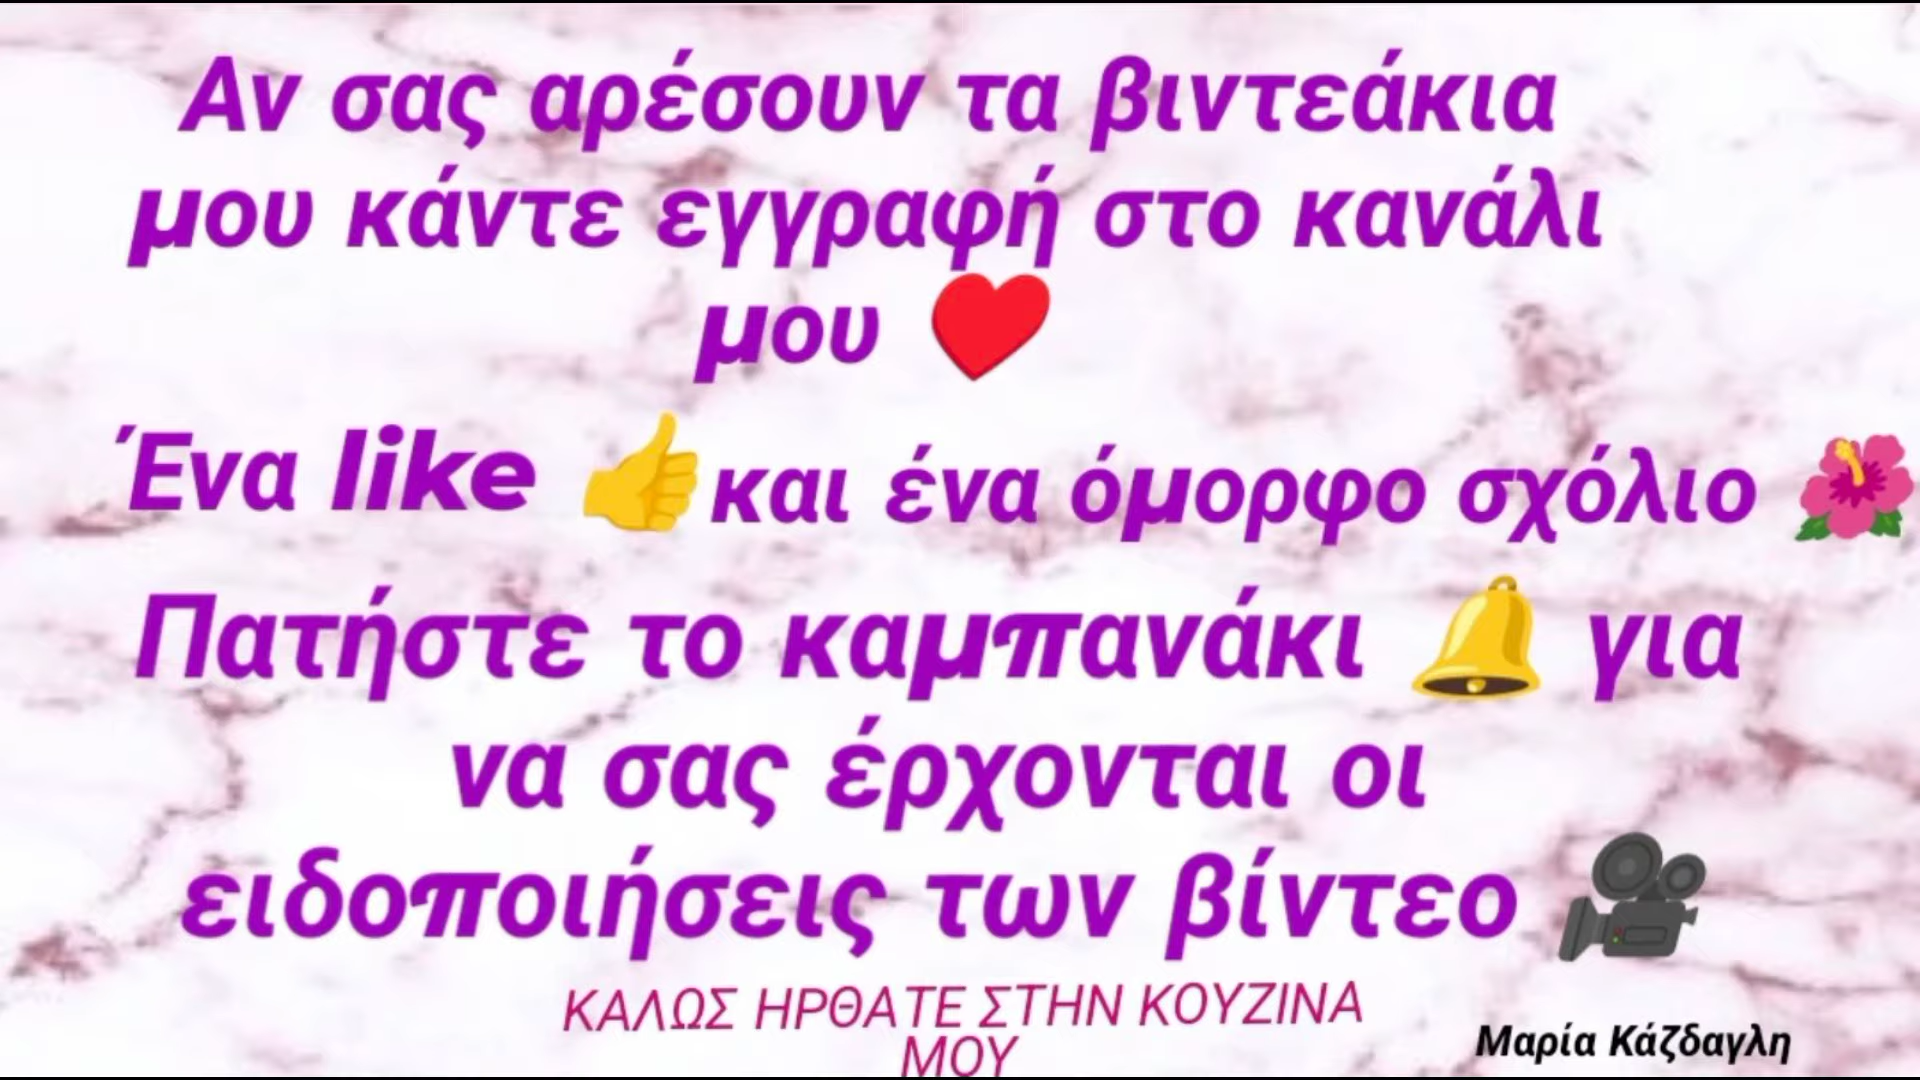 Αν σας αρέσουν τα βιντεάκια
μου κάντε εγγραφή στο κανάλι
μου ♥️
Ένα like 👍 και ένα όμορφο σχόλιο 🌺
Πατήστε το καμπανάκι 🔔 για
να σας έρχονται οι
ειδοποιήσεις των βίντεο 🎥
ΚΑΛΩΣ ΗΡΘΑΤΕ ΣΤΗΝ ΚΟΥΖΙΝΑ
ΜΟΥ
Μαρία Κάζδαγλη